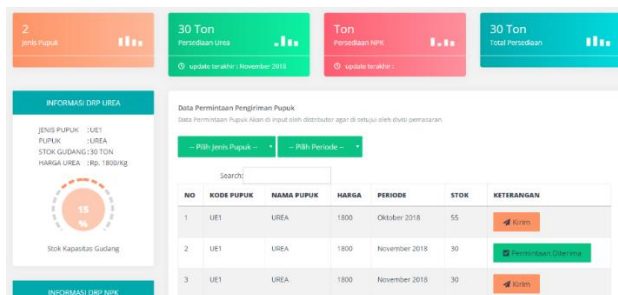 2
Jenis Pupuk
30 Ton
Persediaan Urea
update terakhir : November 2018
Ton
Persediaan NPK
update terakhir :
30 Ton
Total Persediaan
INFORMASI DRP UREA
JENIS PUPUK :UE1
PUPUK :UREA
STOK GUDANG :30 TON
HARGA UREA :Rp. 1800/Kg
15
%
Stok Kapasitas Gudang
INFORMASI DRP NPK
Data Permintaan Pengiriman Pupuk
Data Permintaan Pupuk Akan di input oleh distributor agar di setujui oleh divisi pemasaran.
-- Pilih Jenis Pupuk -- -- Pilih Periode --
Search:
NO KODE PUPUK NAMA PUPUK HARGA PERIODE STOK KETERANGAN
1 UE1 UREA 1800 Oktober 2018 55 Kirim
2 UE1 UREA 1800 November 2018 30 Permintaan Diterima
3 UE1 UREA 1800 November 2018 30 Kirim